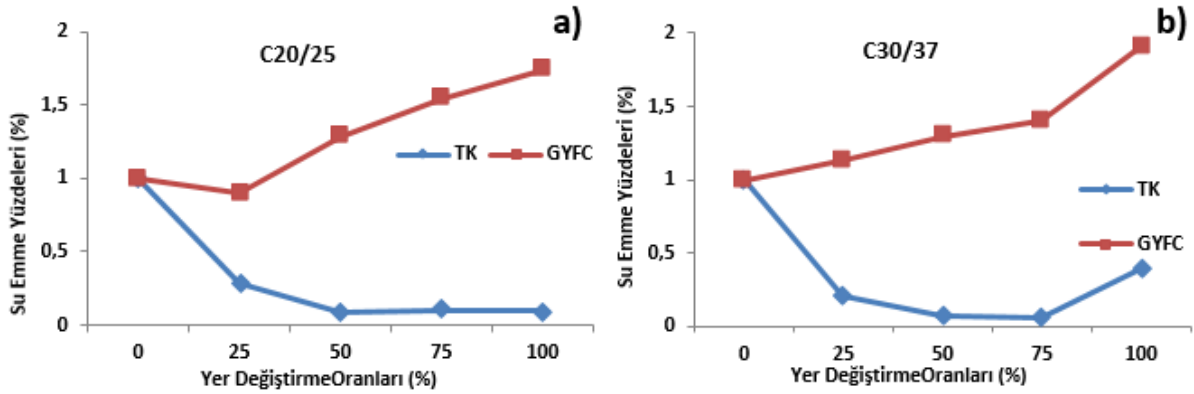 a)
C20/25
Su Emme Yüzdeleri (%)
2
1,5
1
0,5
0
TK GYFC
0 25 50 75 100
Yer DeğiştirmeOranları (%)
b)
C30/37
Su Emme Yüzdeleri (%)
2
1,5
1
0,5
0
TK
GYFC
0 25 50 75 100
Yer DeğiştirmeOranları (%)